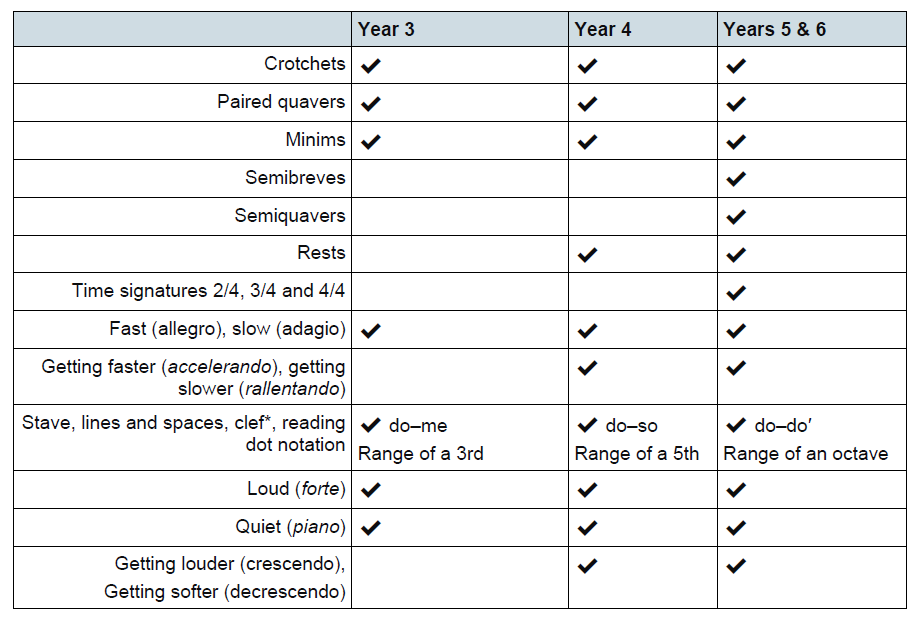 Year 3 Year 4 Years 5 & 6
Crotchets ✔ ✔ ✔
Paired quavers ✔ ✔ ✔
Minims ✔ ✔ ✔
Semibreves ✔
Semiquavers ✔
Rests ✔ ✔
Time signatures 2/4, 3/4 and 4/4 ✔
Fast (allegro), slow (adagio) ✔ ✔ ✔
Getting faster (accelerando), getting ✔ ✔
slower (rallentando)
Stave, lines and spaces, clef*, reading ✔ do–me ✔ do–so ✔ do–do′
dot notation Range of a 3rd Range of a 5th Range of an octave
Loud (forte) ✔ ✔ ✔
Quiet (piano) ✔ ✔ ✔
Getting louder (crescendo), ✔ ✔
Getting softer (decrescendo)